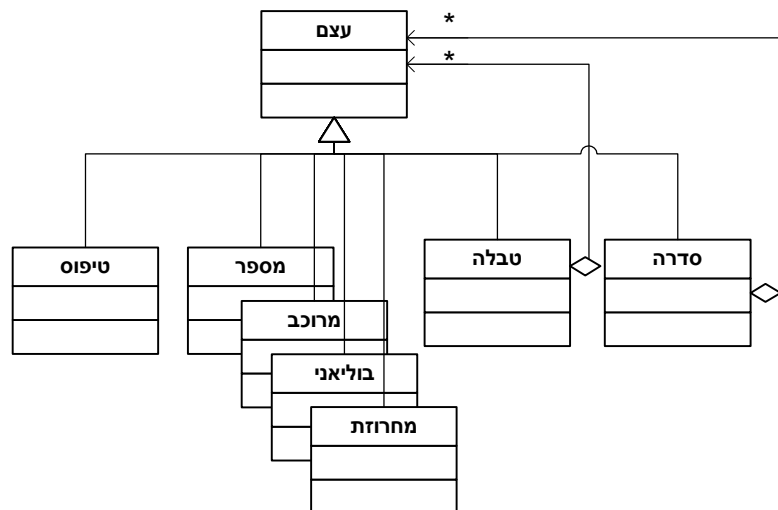 עצם
*
*
טיפוס
מספר
טבלה
סדרה
מרוכב
בוליאני
מחרוזת